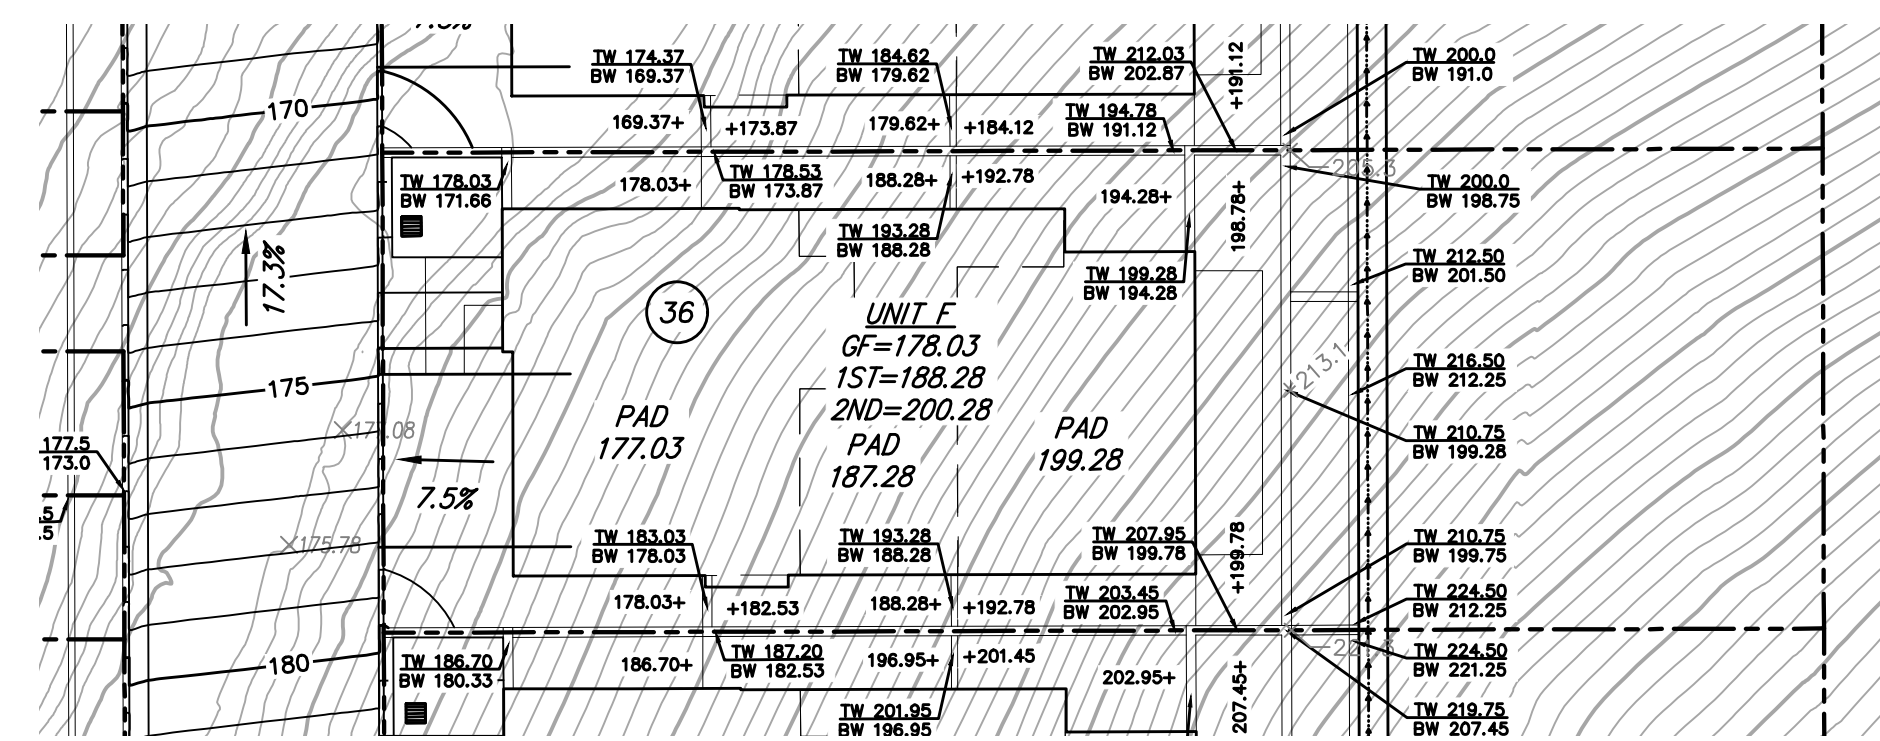 TW 174.37
BW 169.37
TW 184.62
BW 179.62
TW 212.03
BW 202.87
+191.12
TW 200.0
BW 191.0
170
169.37+
+173.87
179.62+
+184.12
TW 194.78
BW 191.12
TW 178.03
BW 171.66
178.03+
TW 178.53
BW 173.87
188.28+
+192.78
194.28+
198.78+
TW 200.0
BW 198.75
TW 193.28
BW 188.28
TW 199.28
BW 194.28
TW 212.50
BW 201.50
17.3%
36
UNIT F
GF=178.03
1ST=188.28
2ND=200.28
213.1
TW 216.50
BW 212.25
175
PAD
177.03
PAD
187.28
PAD
199.28
TW 210.75
BW 199.28
177.5
173.0
5
.5
7.5%
175.78
TW 183.03
BW 178.03
TW 193.28
BW 188.28
TW 207.95
BW 199.78
+199.78
TW 210.75
BW 199.75
178.03+
+182.53
188.28+
+192.78
TW 203.45
BW 202.95
TW 224.50
BW 212.25
180
TW 186.70
BW 180.33
186.70+
TW 187.20
BW 182.53
196.95+
+201.45
202.95+
207.45+
TW 224.50
BW 221.25
TW 201.95
BW 196.95
TW 219.75
BW 207.45